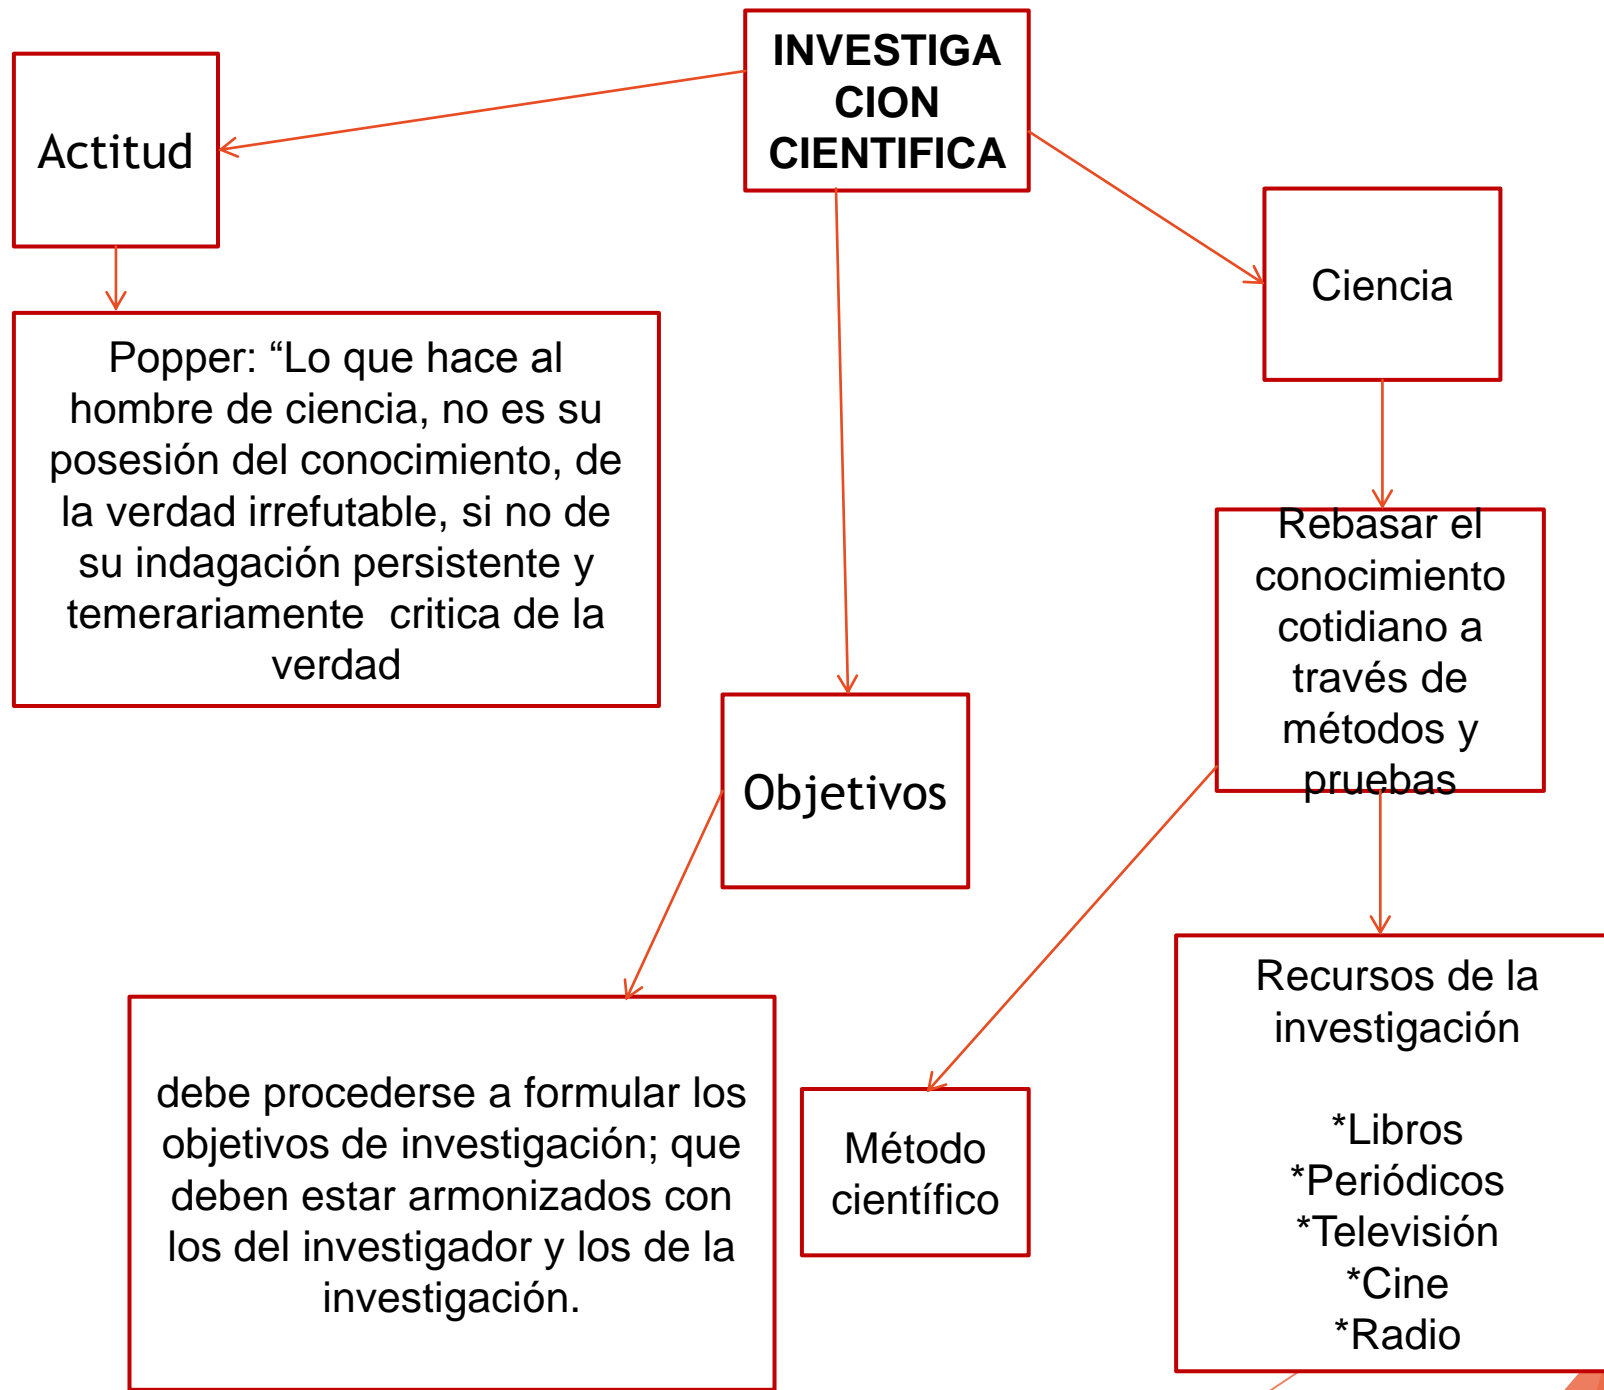 INVESTIGA
CION
CIENTIFICA
Actitud
Ciencia
Popper: “Lo que hace al
hombre de ciencia, no es su
posesión del conocimiento, de
la verdad irrefutable, si no de
su indagación persistente y
temerariamente  critica de la
verdad
Rebasar el
conocimiento
cotidiano a
través de
métodos y
pruebas
Objetivos
debe procederse a formular los
objetivos de investigación; que
deben estar armonizados con
los del investigador y los de la
investigación.
Método
científico
Recursos de la
investigación
*Libros
*Periódicos
*Televisión
*Cine
*Radio